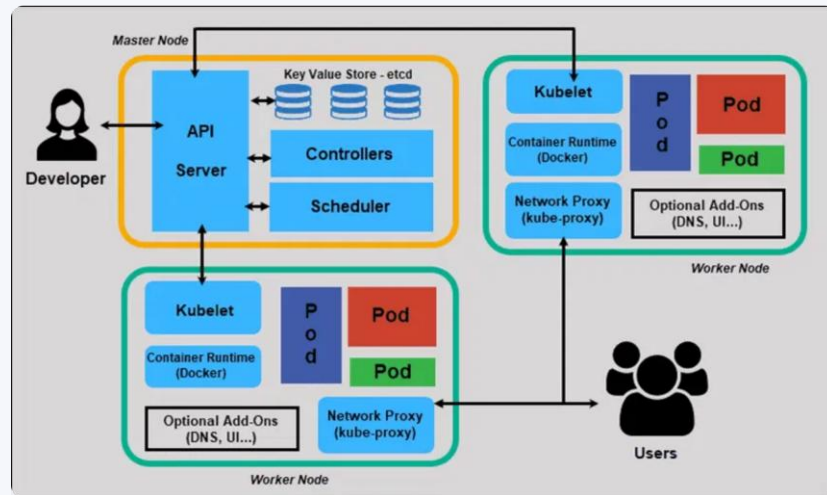 Master Node
Key Value Store - etcd
API
Server
Controllers
Scheduler
Developer
Kubelet
Container Runtime
(Docker)
Network Proxy
(kube-proxy)
P
o
d
Pod
Pod
Optional Add-Ons
(DNS, UI...)
Worker Node
Kubelet
Container Runtime
(Docker)
P
o
d
Pod
Pod
Optional Add-Ons
(DNS, UI...)
Network Proxy
(kube-proxy)
Worker Node
Users